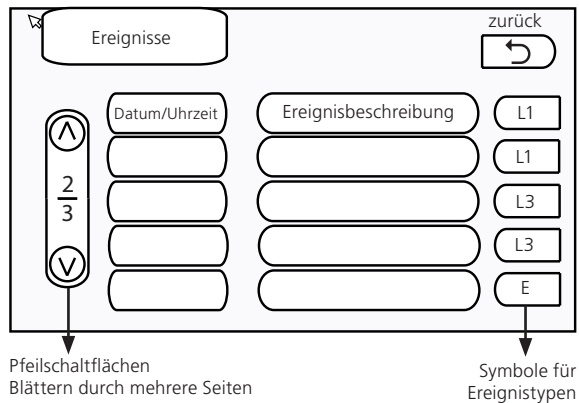 Ereignisse
zurück
Datum/Uhrzeit Ereignisbeschreibung L1
L1
2
3
L3
L3
E
Pfeilschaltflächen
Blättern durch mehrere Seiten
Symbole für
Ereignistypen